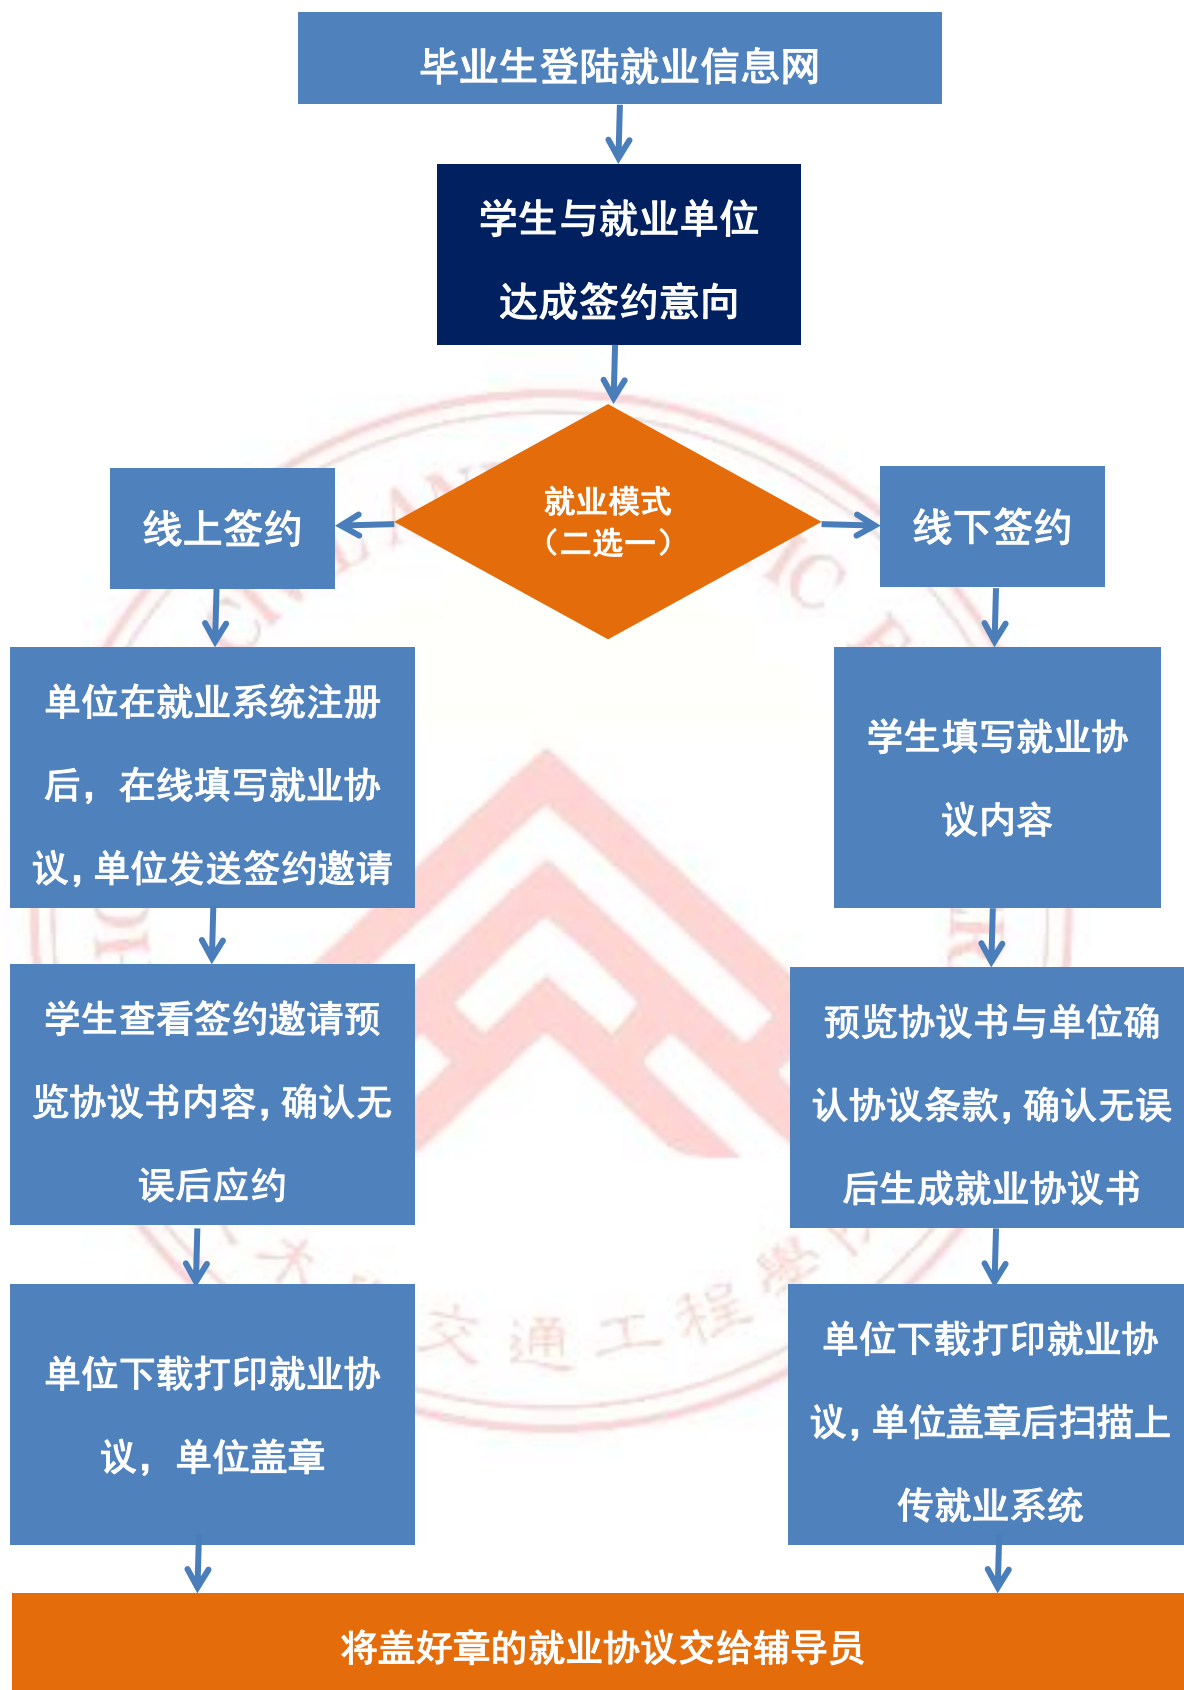 毕业生登陆就业信息网
学生与就业单位
达成签约意向
就业模式
（二选一）
线上签约
线下签约
单位在就业系统注册
后，在线填写就业协
议，单位发送签约邀请
学生填写就业协
议内容
学生查看签约邀请预
览协议书内容，确认无
误后应约
预览协议书与单位确
认协议条款，确认无误
后生成就业协议书
单位下载打印就业协
议，单位盖章
单位下载打印就业协
议，单位盖章后扫描上
传就业系统
将盖好章的就业协议交给辅导员
交通工程學